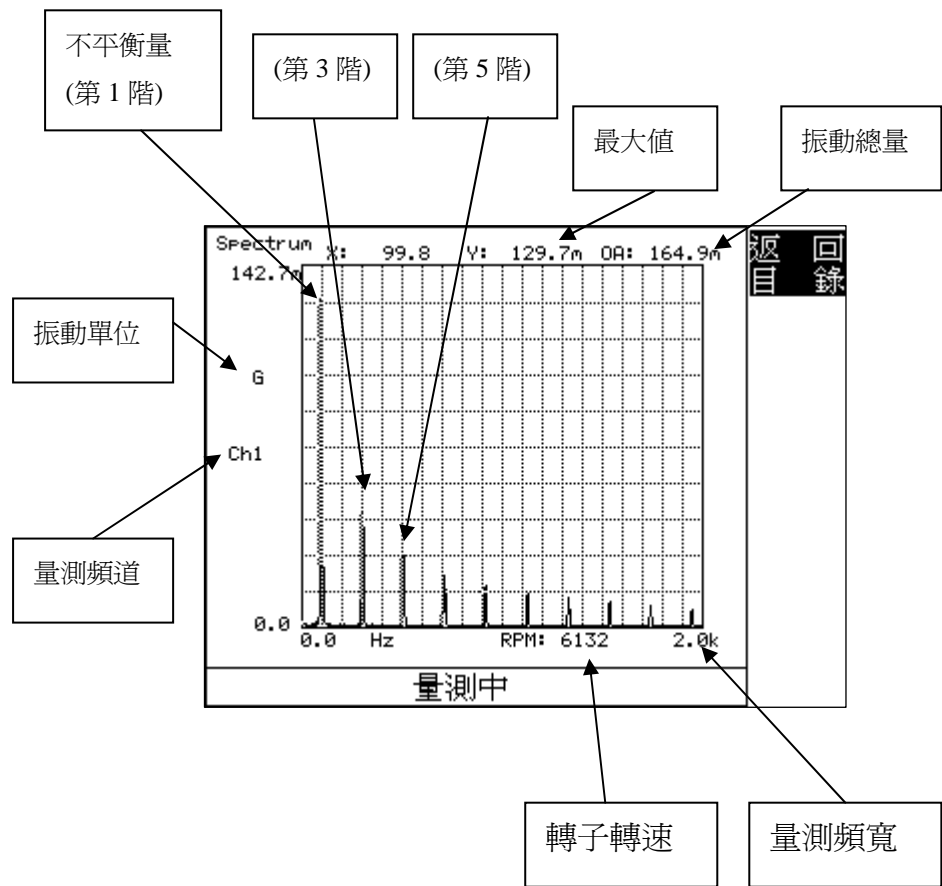 不平衡量
(第 1 階)
(第 3 階)
(第 5 階)
最大值
振動總量
Spectrum X: 99.8 Y: 129.7m OA: 164.9m
返 回
目 錄
142.7m
振動單位
G
Ch1
量測頻道
0.0
0.0 Hz RPM: 6132 2.0k
量測中
轉子轉速
量測頻寬